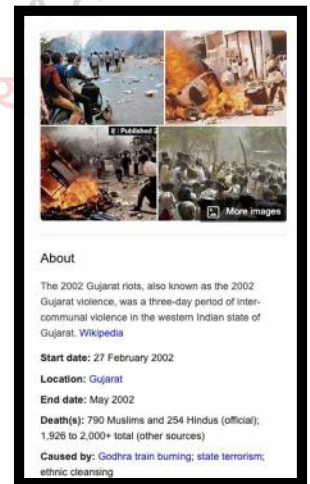 Published
More images
About
The 2002 Gujarat riots, also known as the 2002
Gujarat violence, was a three-day period of inter-
communal violence in the western Indian state of
Gujarat. Wikipedia
Start date: 27 February 2002
Location: Gujarat
End date: May 2002
Death(s): 790 Muslims and 254 Hindus (official);
1,926 to 2,000+ total (other sources)
Caused by: Godhra train burning; state terrorism;
ethnic cleansing